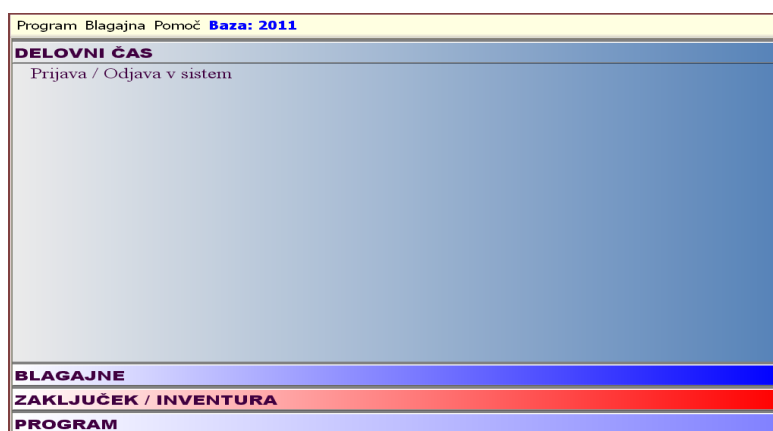 Program Blagajna Pomoč Baza: 2011
DELOVNI ČAS
Prijava / Odjava v sistem
BLAGAJNE
ZAKLJUČEK / INVENTURA
PROGRAM